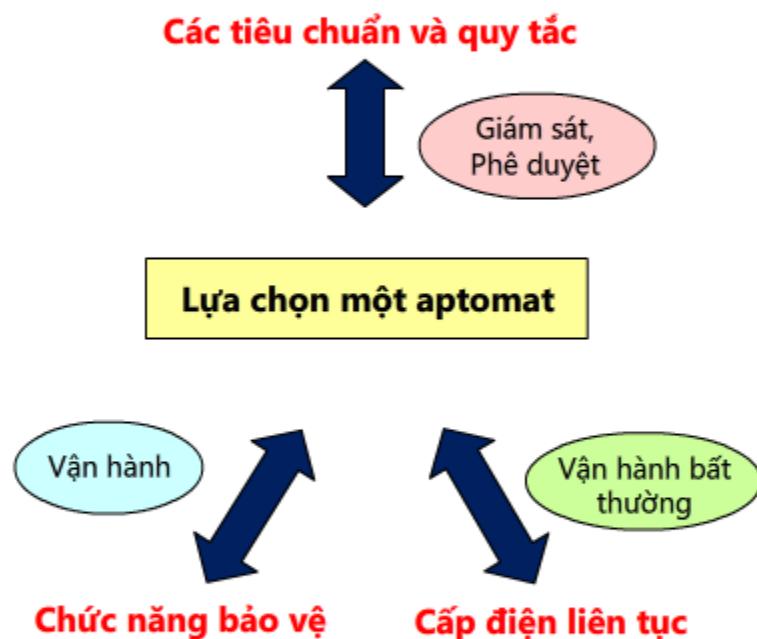 Các tiêu chuẩn và quy tắc
Giám sát,
Phê duyệt
Lựa chọn một aptomat
Vận hành
Vận hành bất
thường
Chức năng bảo vệ
Cấp điện liên tục